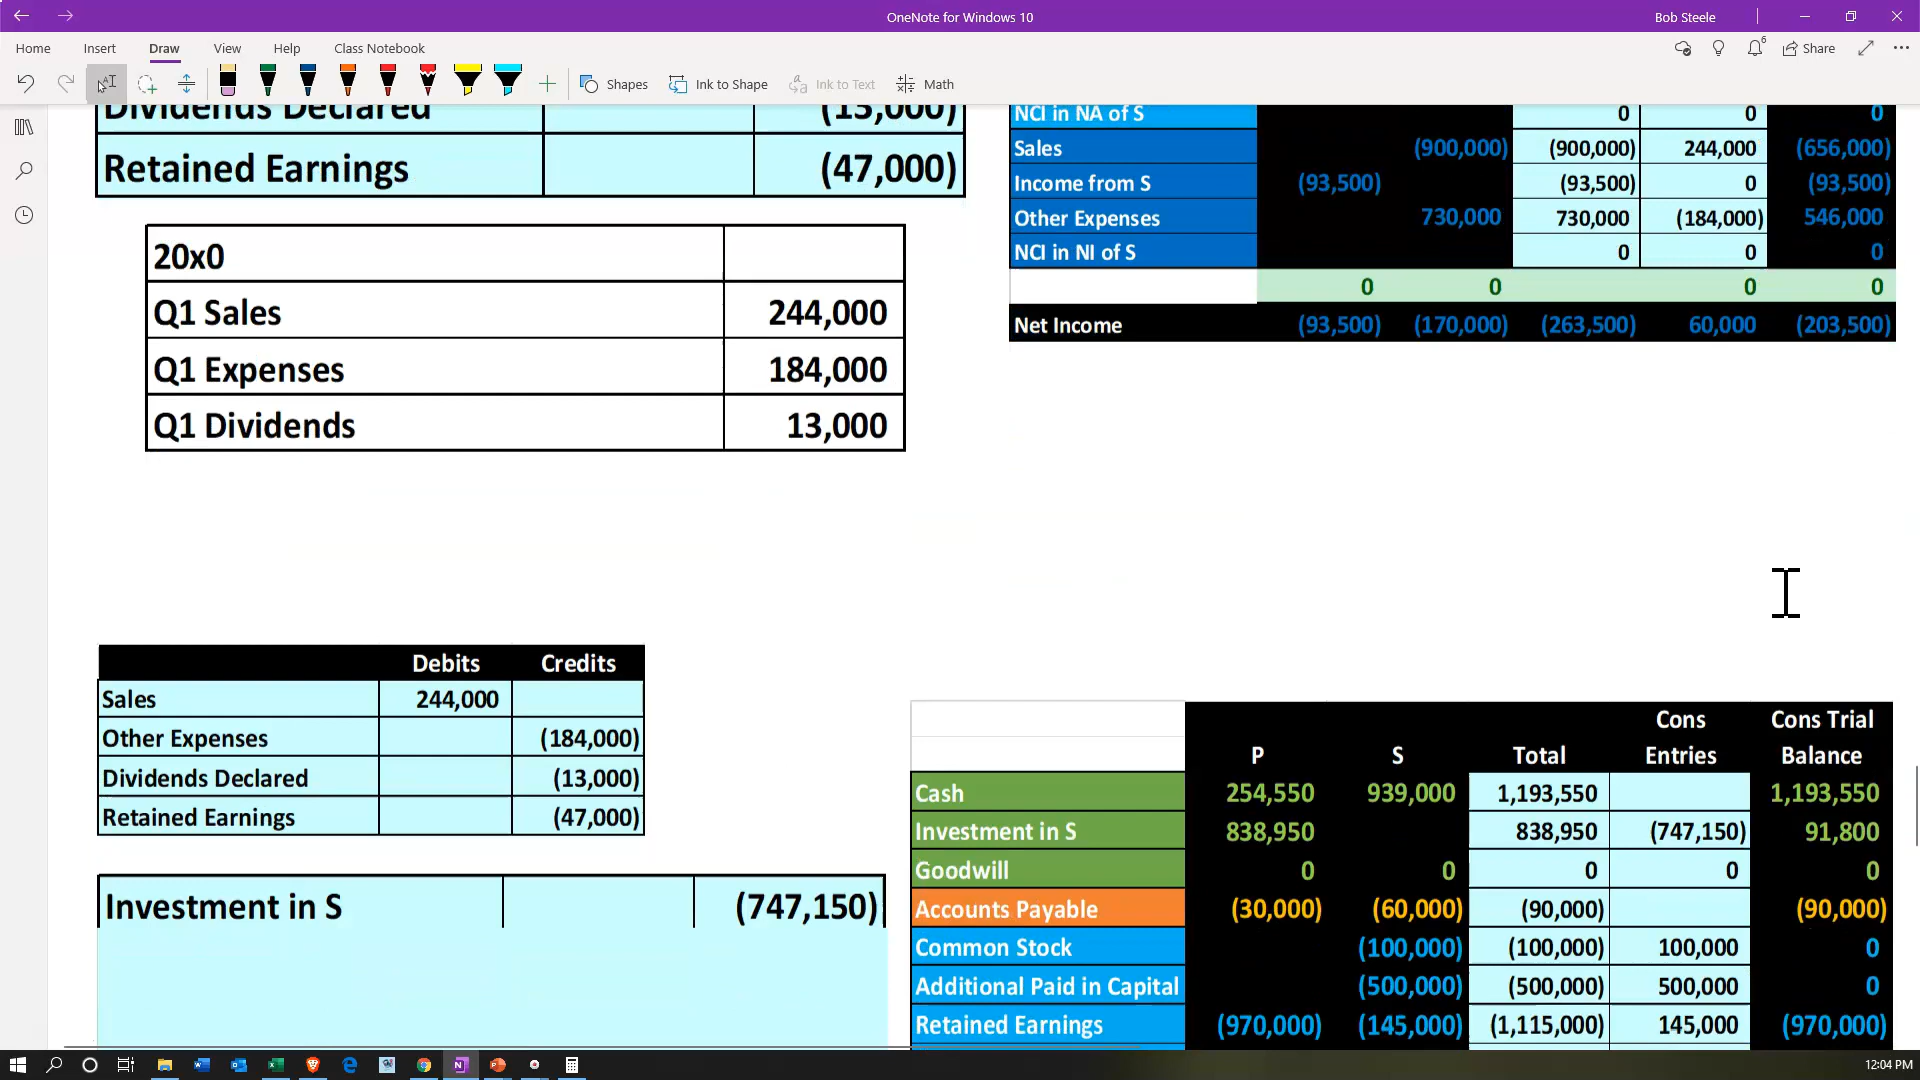 OneNote for Windows 10
Bob Steele
Home Insert Draw View Help Class Notebook
6
Share
Shapes Ink to Shape Ink to Text Math
Dividends Declared (13,000)
Retained Earnings (47,000)
20x0
Q1 Sales 244,000
Q1 Expenses 184,000
Q1 Dividends 13,000
NCI in NA of S 0 0 0
Sales (900,000) (900,000) 244,000 (656,000)
Income from S (93,500) (93,500) 0 (93,500)
Other Expenses 730,000 730,000 (184,000) 546,000
NCI in NI of S 0 0 0
0 0 0 0
Net Income (93,500) (170,000) (263,500) 60,000 (203,500)
Debits Credits
Sales 244,000
Other Expenses (184,000)
Dividends Declared (13,000)
Retained Earnings (47,000)
Investment in S (747,150)
Cons Cons Trial
P S Total Entries Balance
Cash 254,550 939,000 1,193,550 1,193,550
Investment in S 838,950 838,950 (747,150) 91,800
Goodwill 0 0 0 0 0
Accounts Payable (30,000) (60,000) (90,000) (90,000)
Common Stock (100,000) (100,000) 100,000 0
Additional Paid in Capital (500,000) (500,000) 500,000 0
Retained Earnings (970,000) (145,000) (1,115,000) 145,000 (970,000)
12:04 PM